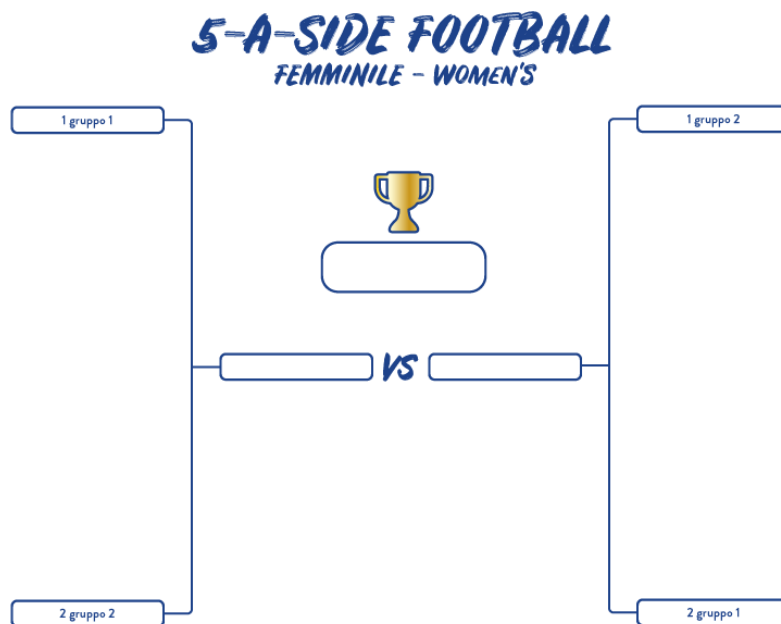 5-A-SIDE FOOTBALL
FEMMINILE - WOMEN'S
1 gruppo 1
1 gruppo 2
VS
2 gruppo 2
2 gruppo 1